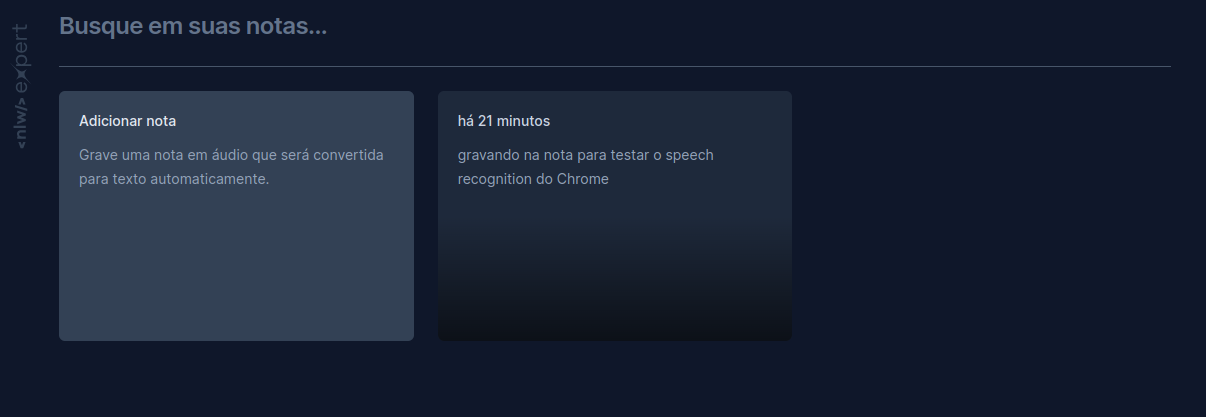 <nlw/> expert
Busque em suas notas...
Adicionar nota
Grave uma nota em áudio que será convertida
para texto automaticamente.
há 21 minutos
gravando na nota para testar o speech
recognition do Chrome